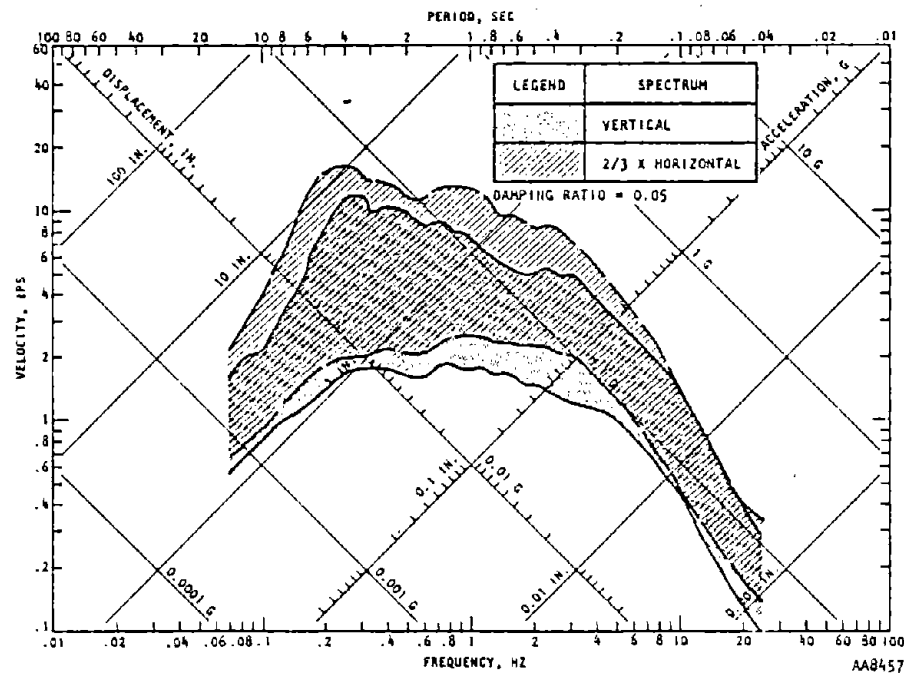 PERIOD, SEC
100 80 60 40 20 10 8 6 4 2 1 .8 .6 .4 .2 0.1 .08 .06 .04 .02 .01
60
40
20
10
8
6
4
2
1
.8
.6
.4
.2
.1
VELOCITY, IPS
DISPLACEMENT, IN.
100 IN.
10 IN.
1 IN.
0.1 IN.
0.01 IN.
0.001 IN
ACCELERATION, G
10 G
1 G
0.01 G
0.001 G
0.0001 G
LEGEND SPECTRUM
VERTICAL
2/3 X HORIZONTAL
DAMPING RATIO = 0.05
.01 .02 .04 .06 .08 0.1 .2 .4 .6 .8 1 2 4 6 8 10 20 40 60 80 100
FREQUENCY, HZ
AA8457